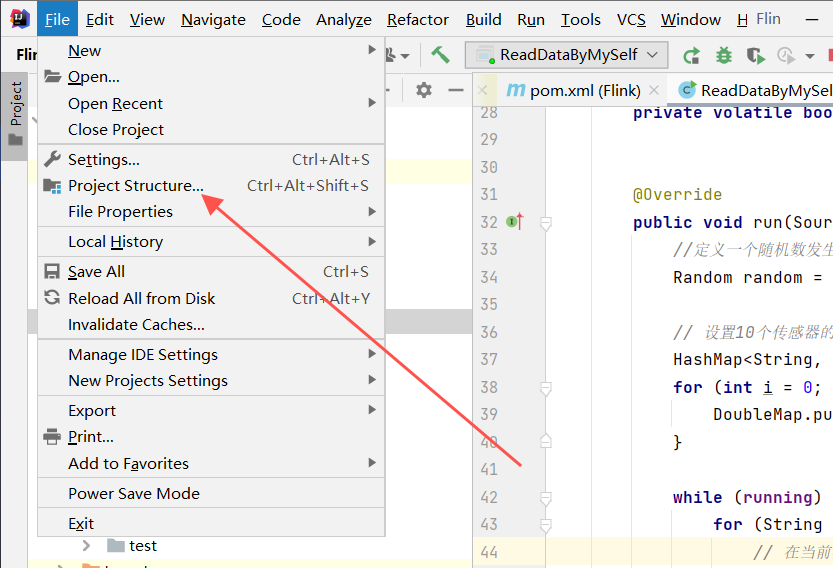 File Edit View Navigate Code Analyze Refactor Build Run Tools VCS Window H Flin
Flin
ReadDataByMySelf
Project
pom.xml (Flink)
ReadDataByMySel
New
Open...
Open Recent
Close Project
Settings... Ctrl+Alt+S
Project Structure... Ctrl+Alt+Shift+S
File Properties
Local History
Save All Ctrl+S
Reload All from Disk Ctrl+Alt+Y
Invalidate Caches...
Manage IDE Settings
New Projects Settings
Export
Print...
Add to Favorites
Power Save Mode
Exit
test
28 private volatile boo
29
30
31 @Override
32 public void run(Sour
33 //定义一个随机数发生
34 Random random =
35
36 // 设置10个传感器的
37 HashMap<String,
38 for (int i = 0;
39 DoubleMap.pu
40 }
41
42 while (running)
43 for (String
44 // 在当前